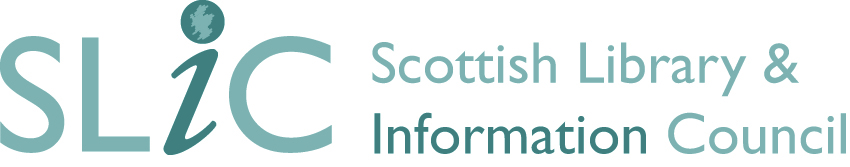 SLiC
Scottish Library &
Information Council